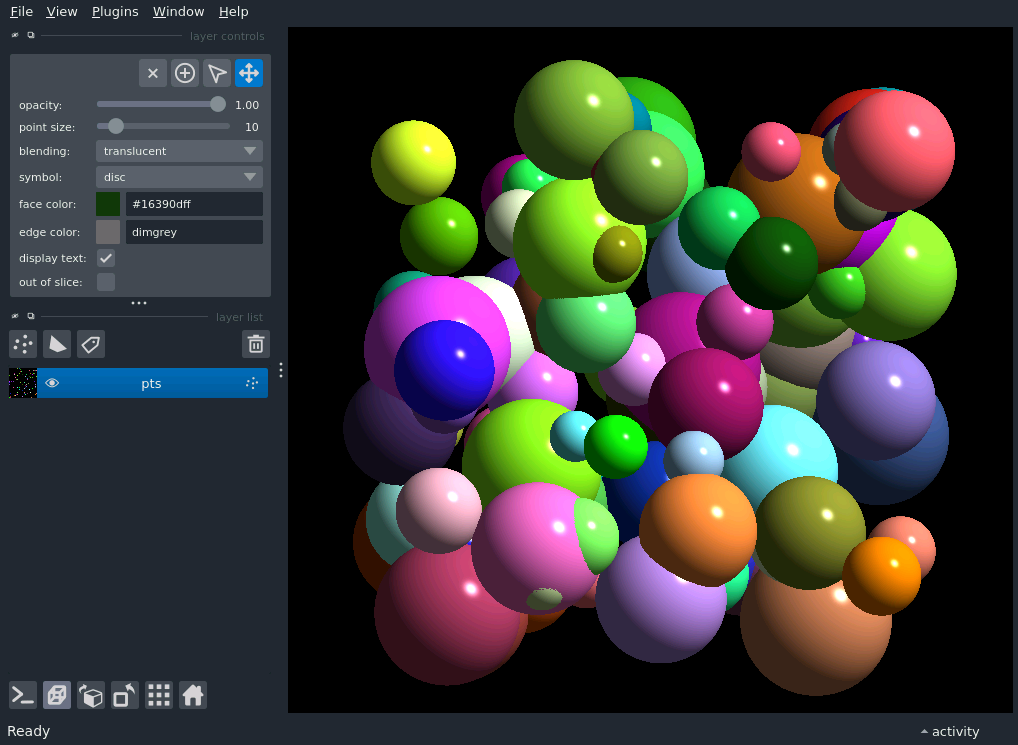 File View Plugins Window Help
layer controls
opacity: 1.00
point size: 10
blending: translucent
symbol: disc
face color: #16390dff
edge color: dimgrey
display text:
out of slice:
layer list
pts
Ready
activity